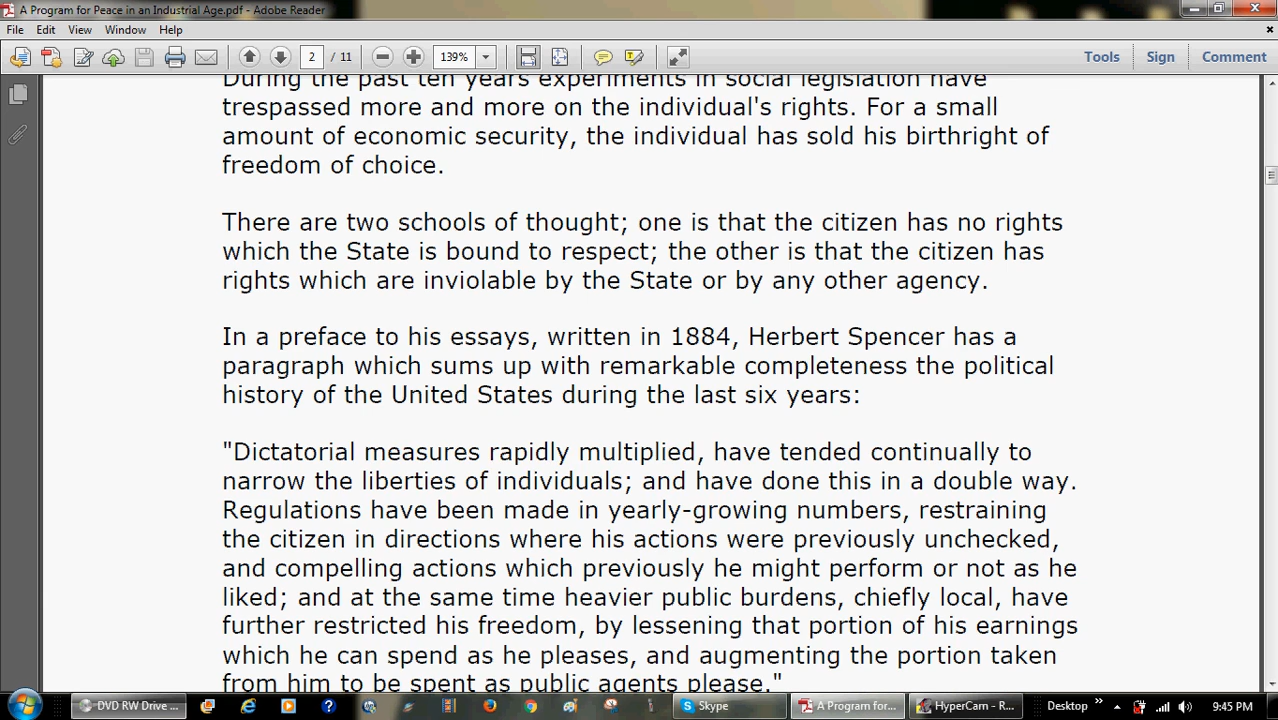 A Program for Peace in an Industrial Age.pdf - Adobe Reader
File Edit View Window Help
2 / 11 139% Tools Sign Comment
During the past ten years experiments in social legislation have
trespassed more and more on the individual's rights. For a small
amount of economic security, the individual has sold his birthright of
freedom of choice.
There are two schools of thought; one is that the citizen has no rights
which the State is bound to respect; the other is that the citizen has
rights which are inviolable by the State or by any other agency.
In a preface to his essays, written in 1884, Herbert Spencer has a
paragraph which sums up with remarkable completeness the political
history of the United States during the last six years:
"Dictatorial measures rapidly multiplied, have tended continually to
narrow the liberties of individuals; and have done this in a double way.
Regulations have been made in yearly-growing numbers, restraining
the citizen in directions where his actions were previously unchecked,
and compelling actions which previously he might perform or not as he
liked; and at the same time heavier public burdens, chiefly local, have
further restricted his freedom, by lessening that portion of his earnings
which he can spend as he pleases, and augmenting the portion taken
from him to be spent as public agents please."
DVD RW Drive ... Skype A Program for... HyperCam - R... Desktop 9:45 PM